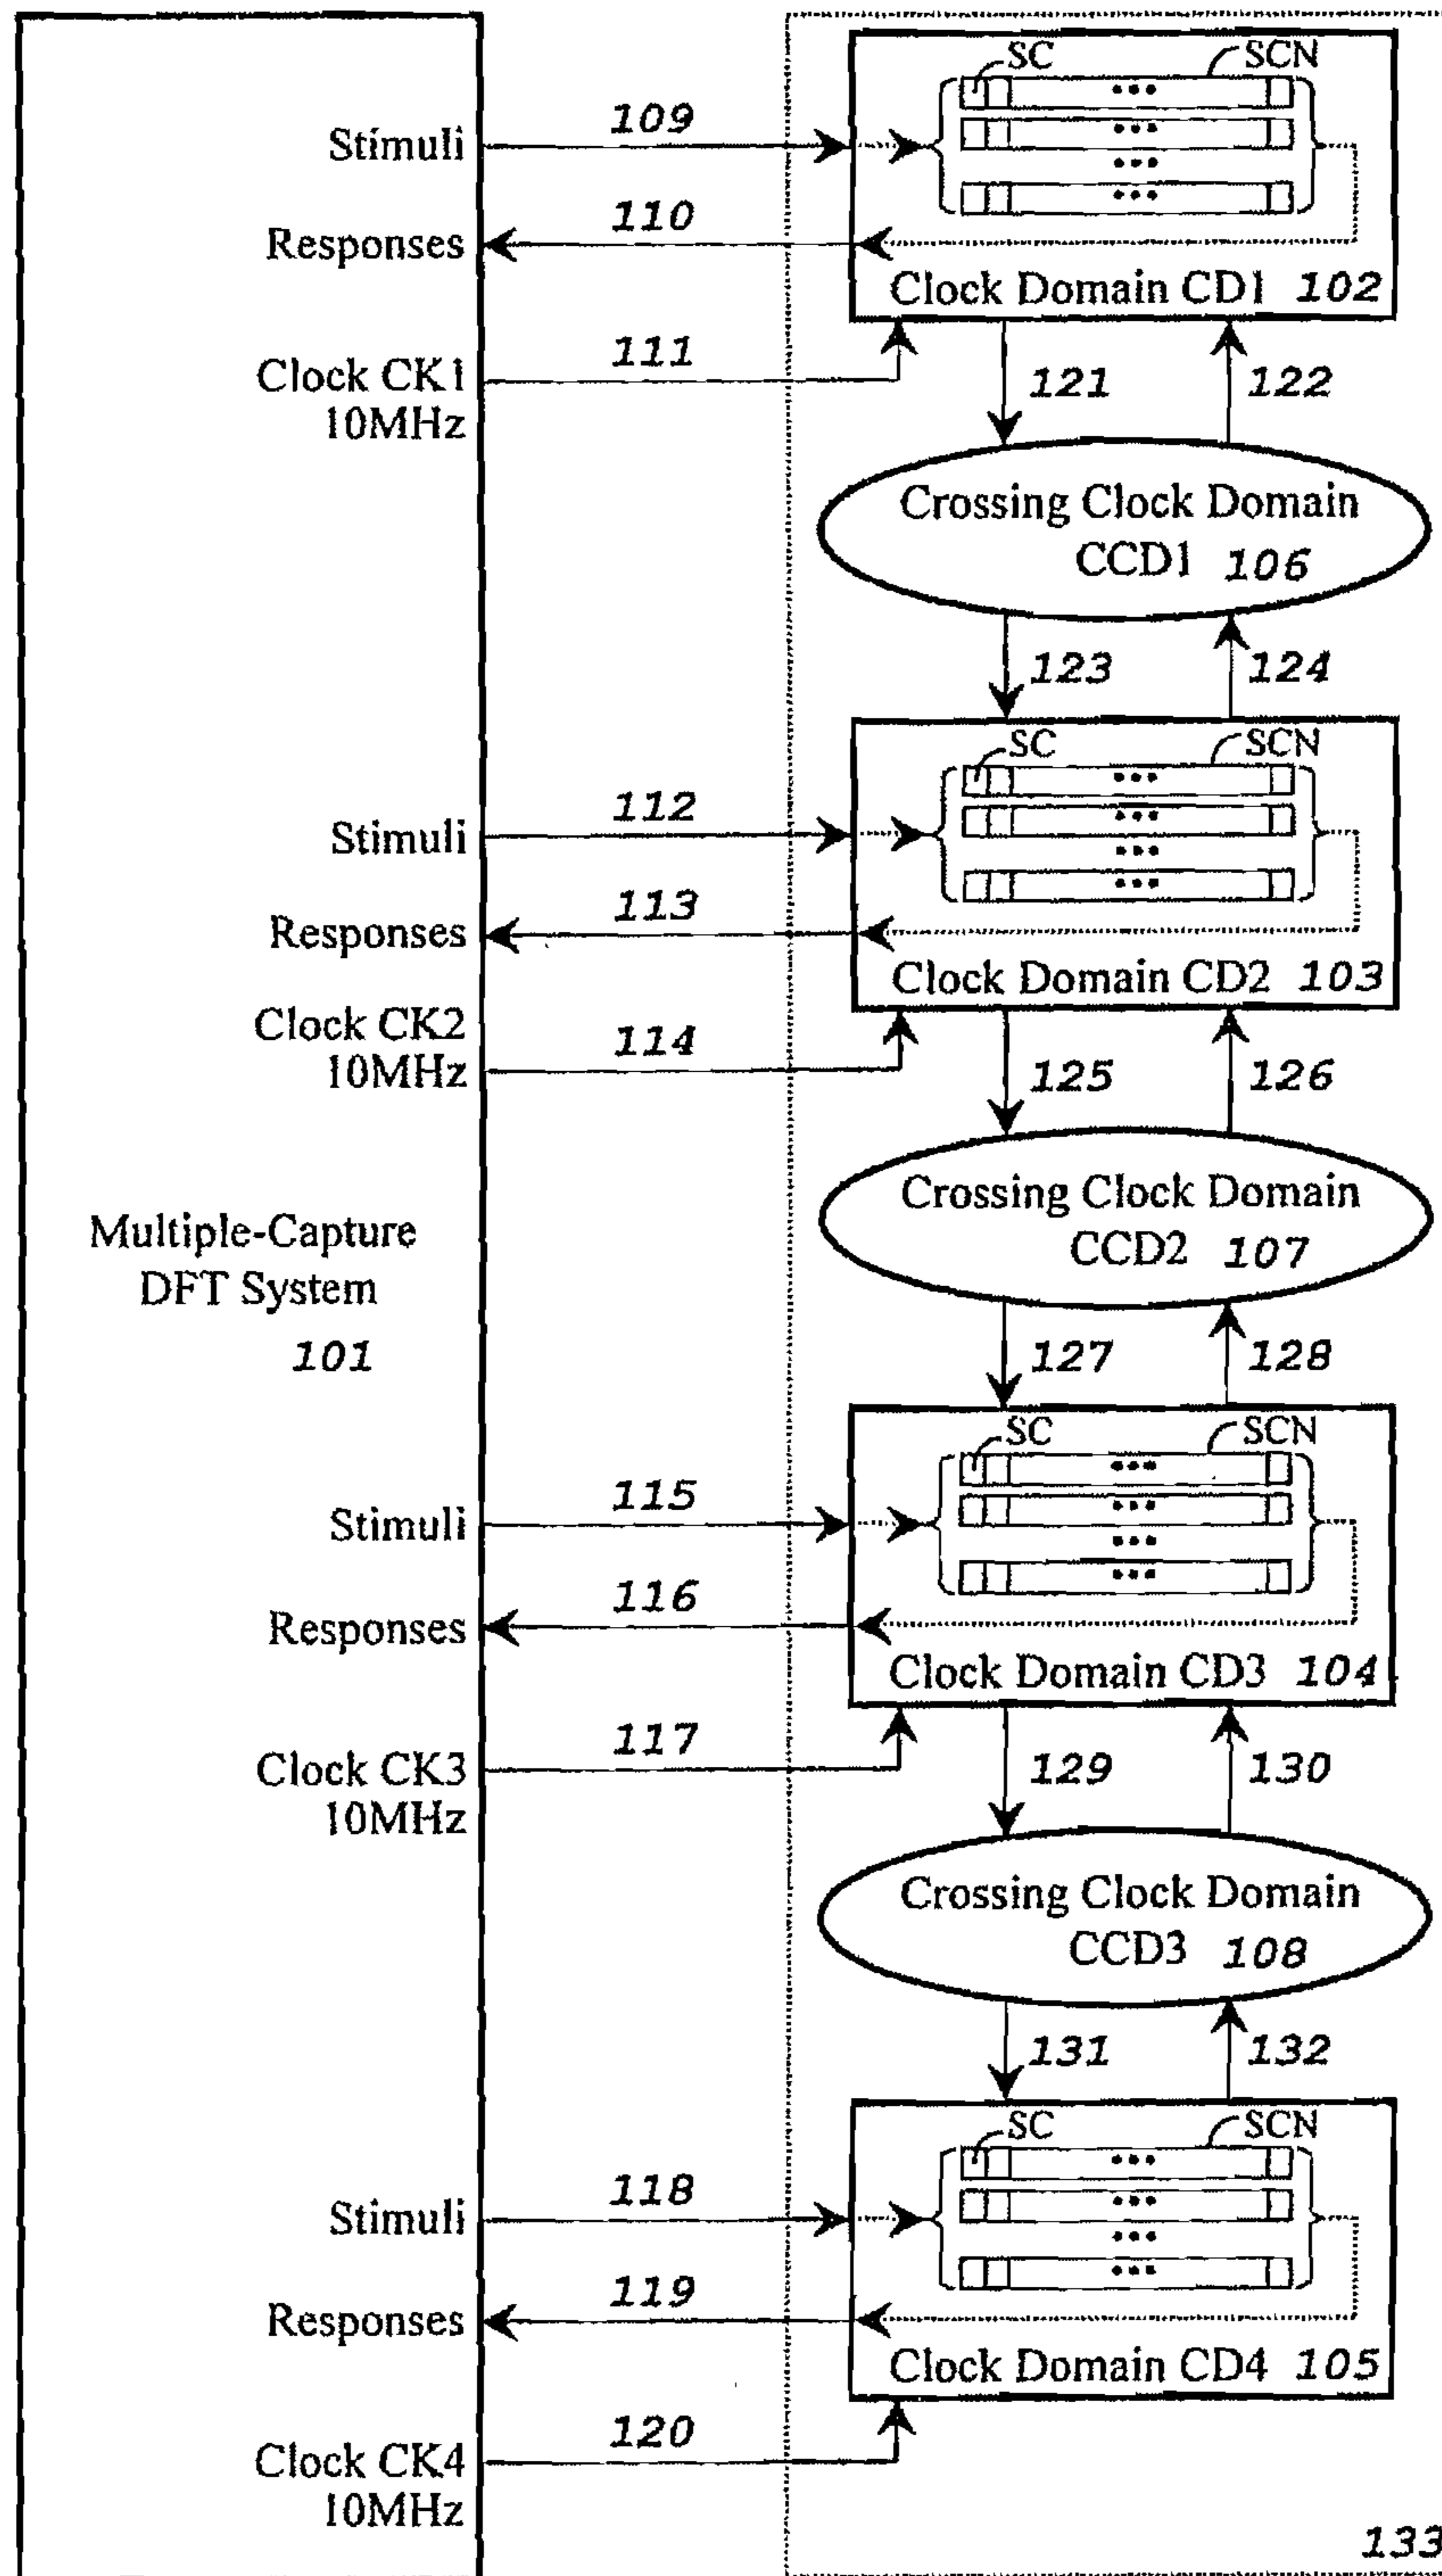 SC SCN
109
Stimuli
110
Responses
Clock Domain CD1 102
111
Clock CK1
10MHz
121 122
Crossing Clock Domain
CCD1 106
123 124
SC SCN
112
Stimuli
113
Responses
Clock Domain CD2 103
114
Clock CK2
10MHz
125 126
Crossing Clock Domain
CCD2 107
Multiple-Capture
DFT System
101
127 128
SC SCN
115
Stimuli
116
Responses
Clock Domain CD3 104
117
Clock CK3
10MHz
129 130
Crossing Clock Domain
CCD3 108
131 132
SC SCN
118
Stimuli
119
Responses
Clock Domain CD4 105
120
Clock CK4
10MHz
133